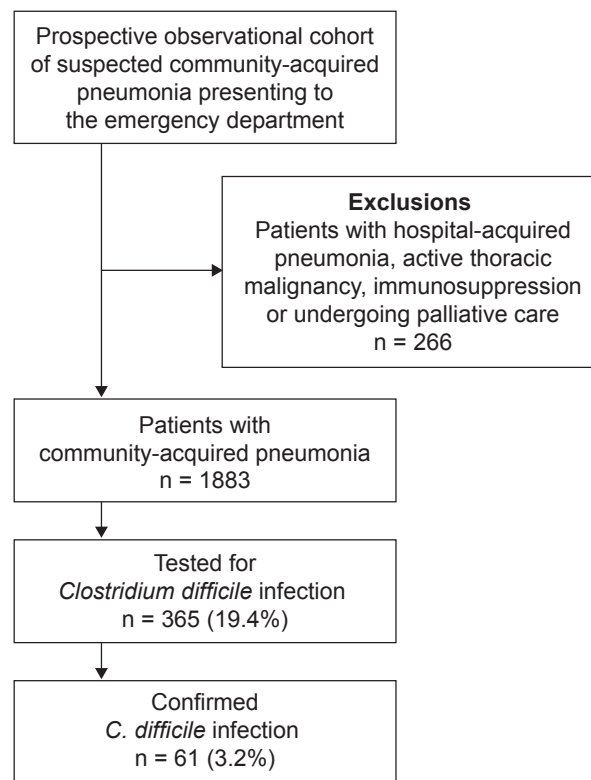 Prospective observational cohort
of suspected community-acquired
pneumonia presenting to
the emergency department
Exclusions
Patients with hospital-acquired
pneumonia, active thoracic
malignancy, immunosuppression
or undergoing palliative care
n = 266
Patients with
community-acquired pneumonia
n = 1883
Tested for
Clostridium difficile infection
n = 365 (19.4%)
Confirmed
C. difficile infection
n = 61 (3.2%)